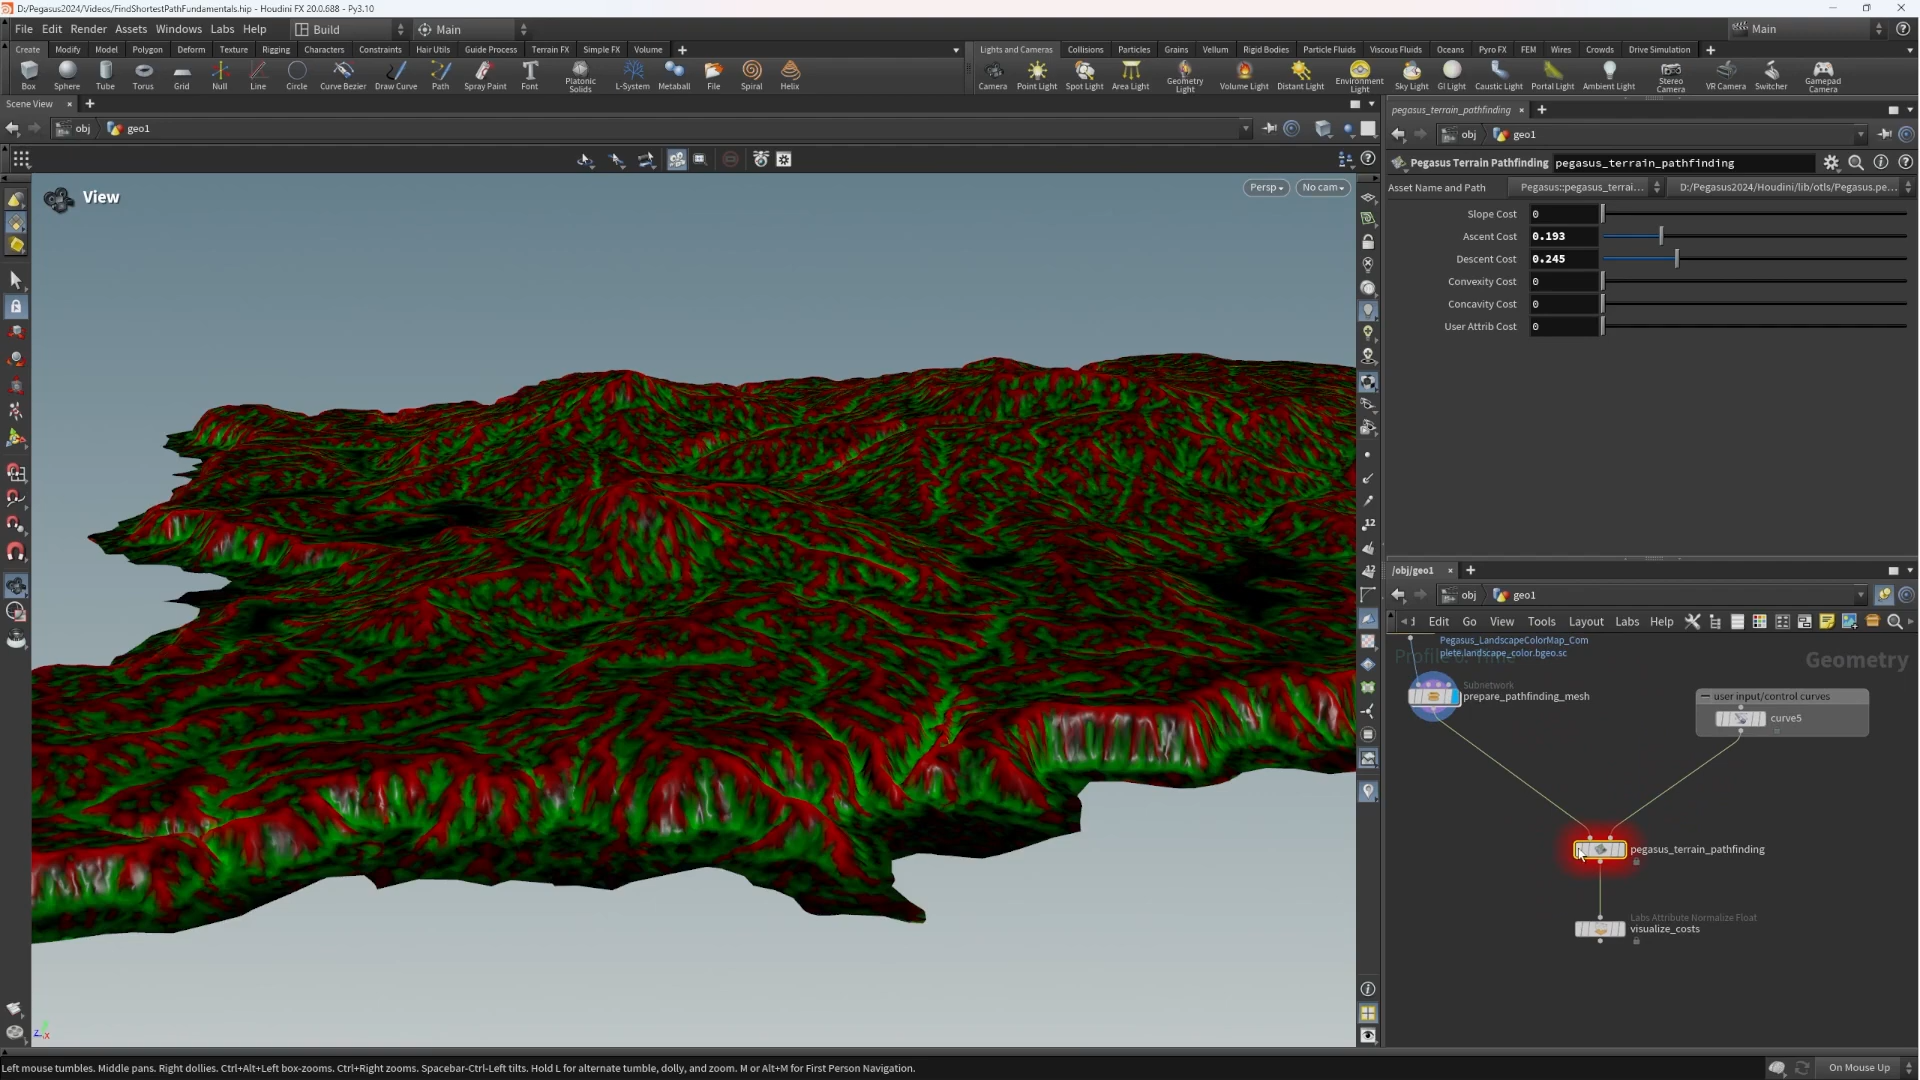 D:/Pegasus2024/Videos/FindShortestPathFundamentals.hip - Houdini FX 20.0.688 - Py3.10
File Edit Render Assets Windows Labs Help Build Main Main
Create Modify Model Polygon Deform Texture Rigging Characters Constraints Hair Utils Guide Process Terrain FX Simple FX Volume
Lights and Cameras Collisions Particles Grains Vellum Rigid Bodies Particle Fluids Viscous Fluids Oceans Pyro FX FEM Wires Crowds Drive Simulation
Box Sphere Tube Torus Grid Null Line Circle Curve Bezier Draw Curve Path Spray Paint Font Platonic Solids L-System Metaball File Spiral Helix
Camera Point Light Spot Light Area Light Geometry Light Volume Light Distant Light Environment Light Sky Light GI Light Caustic Light Portal Light Ambient Light Stereo Camera VR Camera Switcher Gamepad Camera
Scene View
obj geo1
View
Persp
No cam
12
12
pegasus_terrain_pathfinding
obj geo1
Pegasus Terrain Pathfinding pegasus_terrain_pathfinding
Asset Name and Path Pegasus::pegasus_terrai... D:/Pegasus2024/Houdini/lib/otls/Pegasus.pe...
Slope Cost 0
Ascent Cost 0.193
Descent Cost 0.245
Convexity Cost 0
Concavity Cost 0
User Attrib Cost 0
/obj/geo1
obj geo1
Edit Go View Tools Layout Labs Help
Pegasus_LandscapeColorMap_Com
plete.landscape_color.bgeo.sc
Geometry
Subnetwork
prepare_pathfinding_mesh
user input/control curves
curve5
pegasus_terrain_pathfinding
Labs Attribute Normalize Float
visualize_costs
z x
Left mouse tumbles. Middle pans. Right dollies. Ctrl+Alt+Left box-zooms. Ctrl+Right zooms. Spacebar-Ctrl-Left tilts. Hold L for alternate tumble, dolly, and zoom. M or Alt+M for First Person Navigation.
On Mouse Up